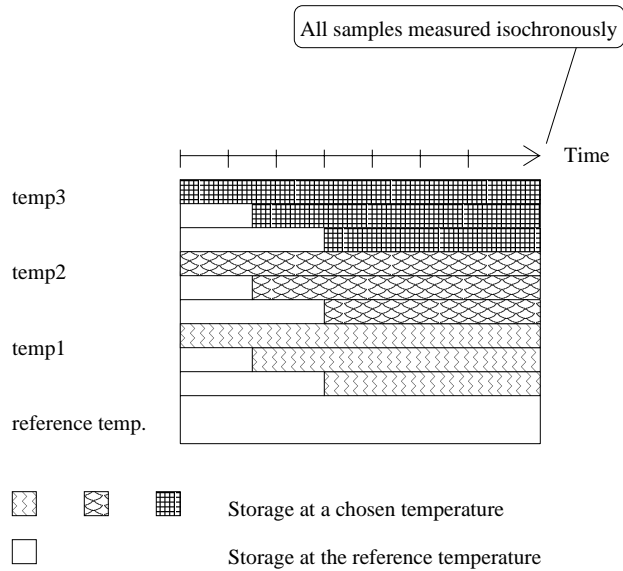 All samples measured isochronously
Time
temp3
temp2
temp1
reference temp.
Storage at a chosen temperature
Storage at the reference temperature